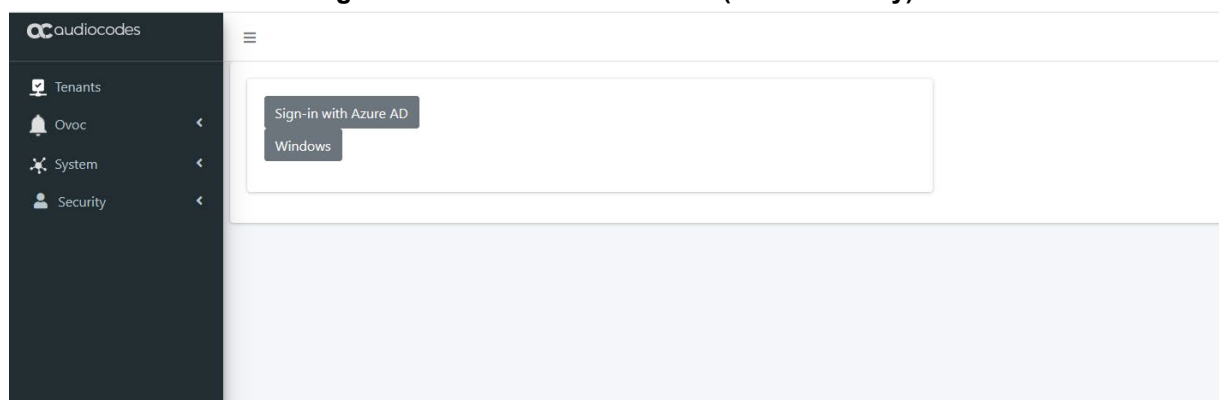 audiocodes
Tenants
Ovoc
System
Security
Sign-in with Azure AD
Windows